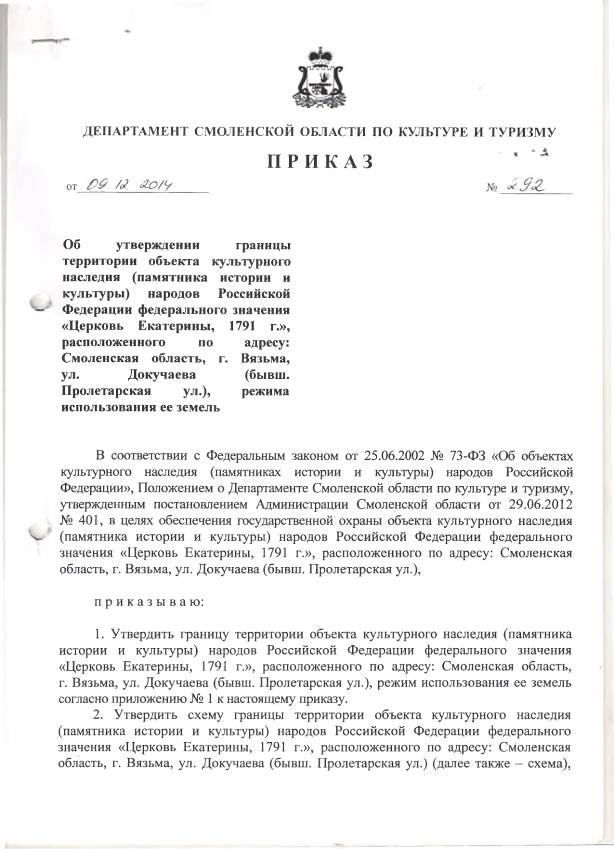 ДЕПАРТАМЕНТ СМОЛЕНСКОЙ ОБЛАСТИ ПО КУЛЬТУРЕ И ТУРИЗМУ
П Р И К А З
от 09 12 2014 № 292
Об утверждении границы
территории объекта культурного
наследия (памятника истории и
культуры) народов Российской
Федерации федерального значения
«Церковь Екатерины, 1791 г.»,
расположенного по адресу:
Смоленская область, г. Вязьма,
ул. Докучаева (бывш.
Пролетарская ул.), режима
использования ее земель
В соответствии с Федеральным законом от 25.06.2002 № 73-ФЗ «Об объектах
культурного наследия (памятниках истории и культуры) народов Российской
Федерации», Положением о Департаменте Смоленской области по культуре и туризму,
утвержденным постановлением Администрации Смоленской области от 29.06.2012
№ 401, в целях обеспечения государственной охраны объекта культурного наследия
(памятника истории и культуры) народов Российской Федерации федерального
значения «Церковь Екатерины, 1791 г.», расположенного по адресу: Смоленская
область, г. Вязьма, ул. Докучаева (бывш. Пролетарская ул.),
п р и к а з ы в а ю:
1. Утвердить границу территории объекта культурного наследия (памятника
истории и культуры) народов Российской Федерации федерального значения
«Церковь Екатерины, 1791 г.», расположенного по адресу: Смоленская область,
г. Вязьма, ул. Докучаева (бывш. Пролетарская ул.), режим использования ее земель
согласно приложению № 1 к настоящему приказу.
2. Утвердить схему границы территории объекта культурного наследия
(памятника истории и культуры) народов Российской Федерации федерального
значения «Церковь Екатерины, 1791 г.», расположенного по адресу: Смоленская
область, г. Вязьма, ул. Докучаева (бывш. Пролетарская ул.) (далее также – схема),